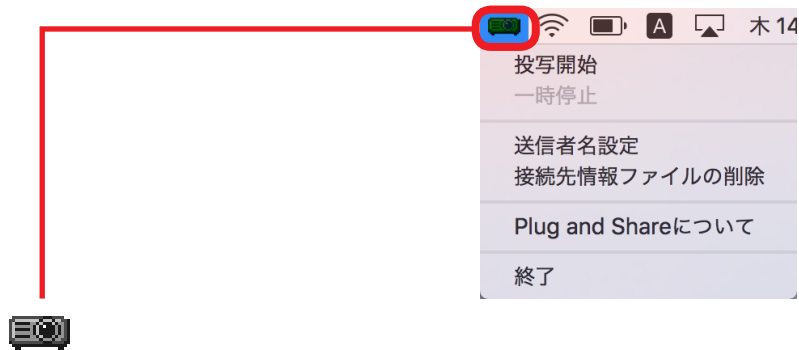 A 木 14
投写開始
一時停止
送信者名設定
接続先情報ファイルの削除
Plug and Shareについて
終了